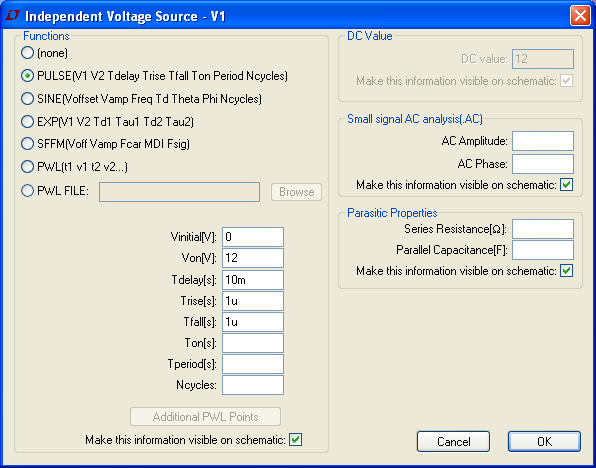 Independent Voltage Source - V1
Functions
(none)
PULSE(V1 V2 Tdelay Trise Tfall Ton Period Ncycles)
SINE(Voffset Vamp Freq Td Theta Phi Ncycles)
EXP(V1 V2 Td1 Tau1 Td2 Tau2)
SFFM(Voff Vamp Fcar MDI Fsig)
PWL(t1 v1 t2 v2...)
PWL FILE:
Browse
Vinitial[V]: 0
Von[V]: 12
Tdelay[s]: 10m
Trise[s]: 1u
Tfall[s]: 1u
Ton[s]:
Tperiod[s]:
Ncycles:
Additional PWL Points
Make this information visible on schematic:
DC Value
DC value: 12
Make this information visible on schematic:
Small signal AC analysis(.AC)
AC Amplitude:
AC Phase:
Make this information visible on schematic:
Parasitic Properties
Series Resistance[Ω]:
Parallel Capacitance[F]:
Make this information visible on schematic:
Cancel
OK